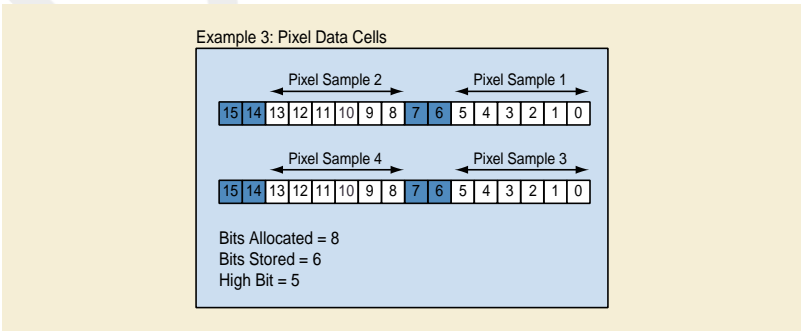 Example 3: Pixel Data Cells
Pixel Sample 2 Pixel Sample 1
15 14 13 12 11 10 9 8 7 6 5 4 3 2 1 0
Pixel Sample 4 Pixel Sample 3
15 14 13 12 11 10 9 8 7 6 5 4 3 2 1 0
Bits Allocated = 8
Bits Stored = 6
High Bit = 5